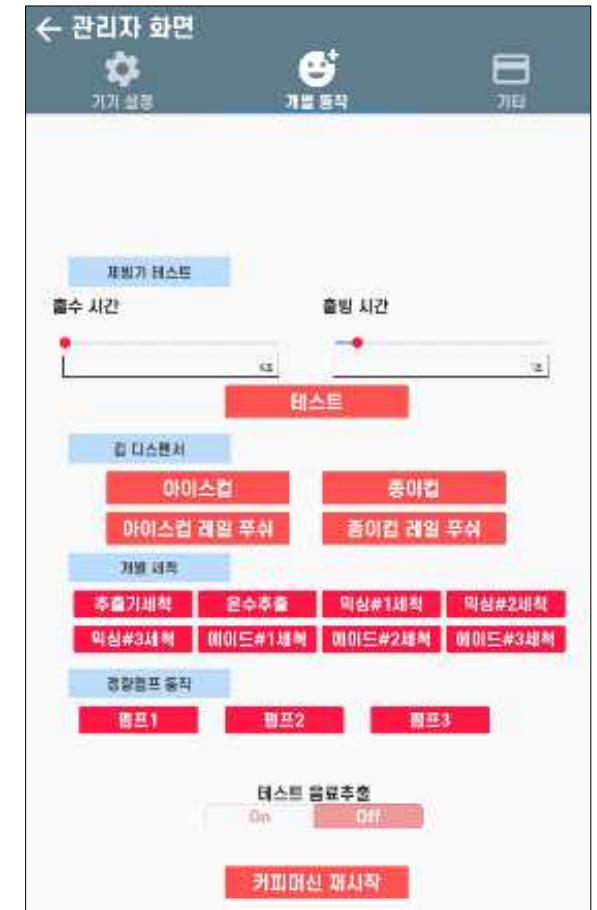 관리자 화면
기기 설정
개별 동작
기타
제빙기 테스트
출수 시간
출빙 시간
테스트
컵 디스펜서
아이스컵
종이컵
아이스컵 레일 푸쉬
종이컵 레일 푸쉬
개별 세척
추출기세척
온수추출
믹싱#1세척
믹싱#2세척
믹싱#3세척
에이드#1세척
에이드#2세척
에이드#3세척
정량펌프 동작
펌프1
펌프2
펌프3
테스트 음료추출
On
Off
커피머신 재시작